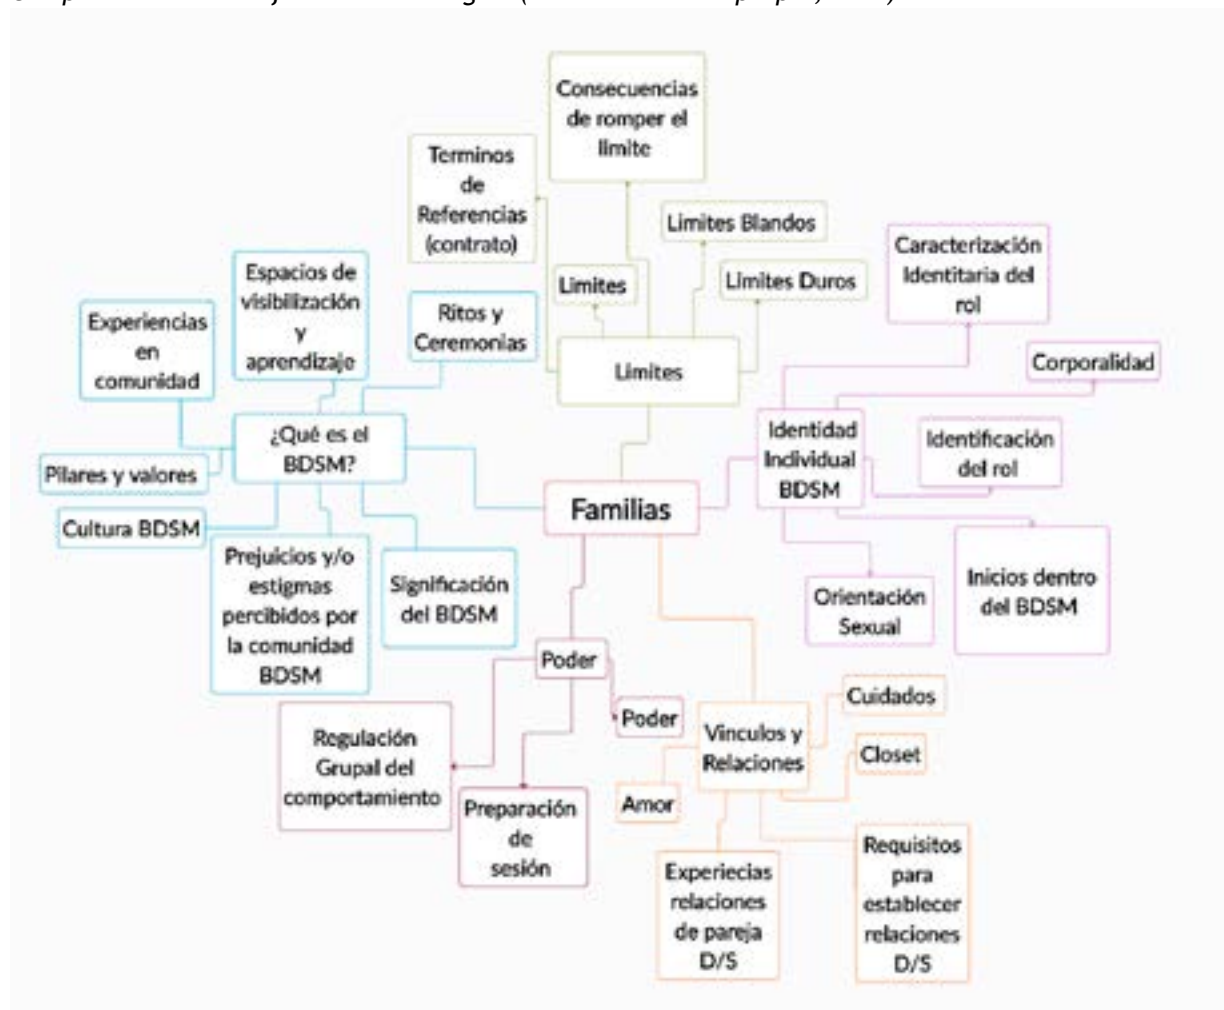 Consecuencias
de romper el
limite
Terminos
de
Referencias
(contrato)
Limites Blandos
Limites
Limites Duros
Limites
Espacios de
visibilización
y
aprendizaje
Ritos y
Ceremonias
Experiencias
en
comunidad
¿Qué es el
BDSM?
Pilares y valores
Cultura BDSM
Prejuicios y/o
estigmas
percibidos por
la comunidad
BDSM
Significación
del BDSM
Familias
Caracterización
Identitaria del
rol
Corporalidad
Identidad
Individual
BDSM
Identificación
del rol
Inicios dentro
del BDSM
Orientación
Sexual
Poder
Poder
Regulación
Grupal del
comportamiento
Preparación
de
sesión
Vinculos y
Relaciones
Cuidados
Closet
Amor
Experiecias
relaciones
de pareja
D/S
Requisitos
para
establecer
relaciones
D/S